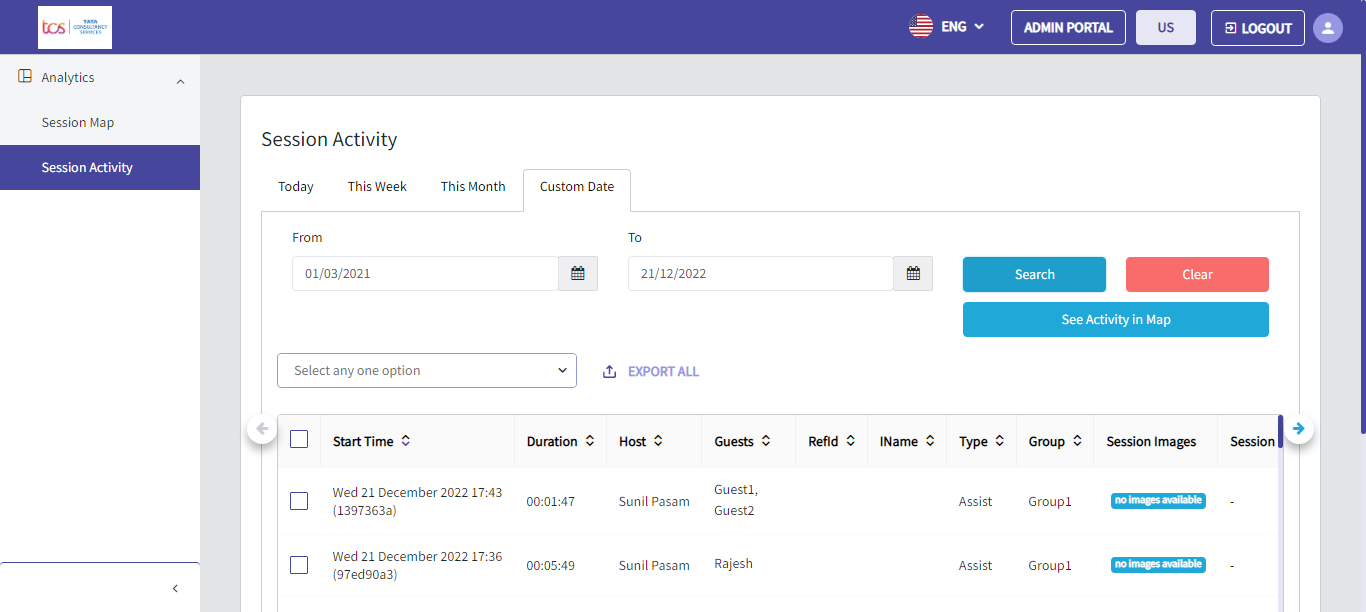 tcs TATA CONSULTANCY SERVICES
ENG
ADMIN PORTAL
US
LOGOUT
Analytics
Session Map
Session Activity
Session Activity
Today
This Week
This Month
Custom Date
From
To
01/03/2021
21/12/2022
Search
Clear
See Activity in Map
Select any one option
EXPORT ALL
Start Time
Duration
Host
Guests
RefId
IName
Type
Group
Session Images
Session
Wed 21 December 2022 17:43
(1397363a)
00:01:47
Sunil Pasam
Guest1,
Guest2
Assist
Group1
no images available
-
Wed 21 December 2022 17:36
(97ed90a3)
00:05:49
Sunil Pasam
Rajesh
Assist
Group1
no images available
-